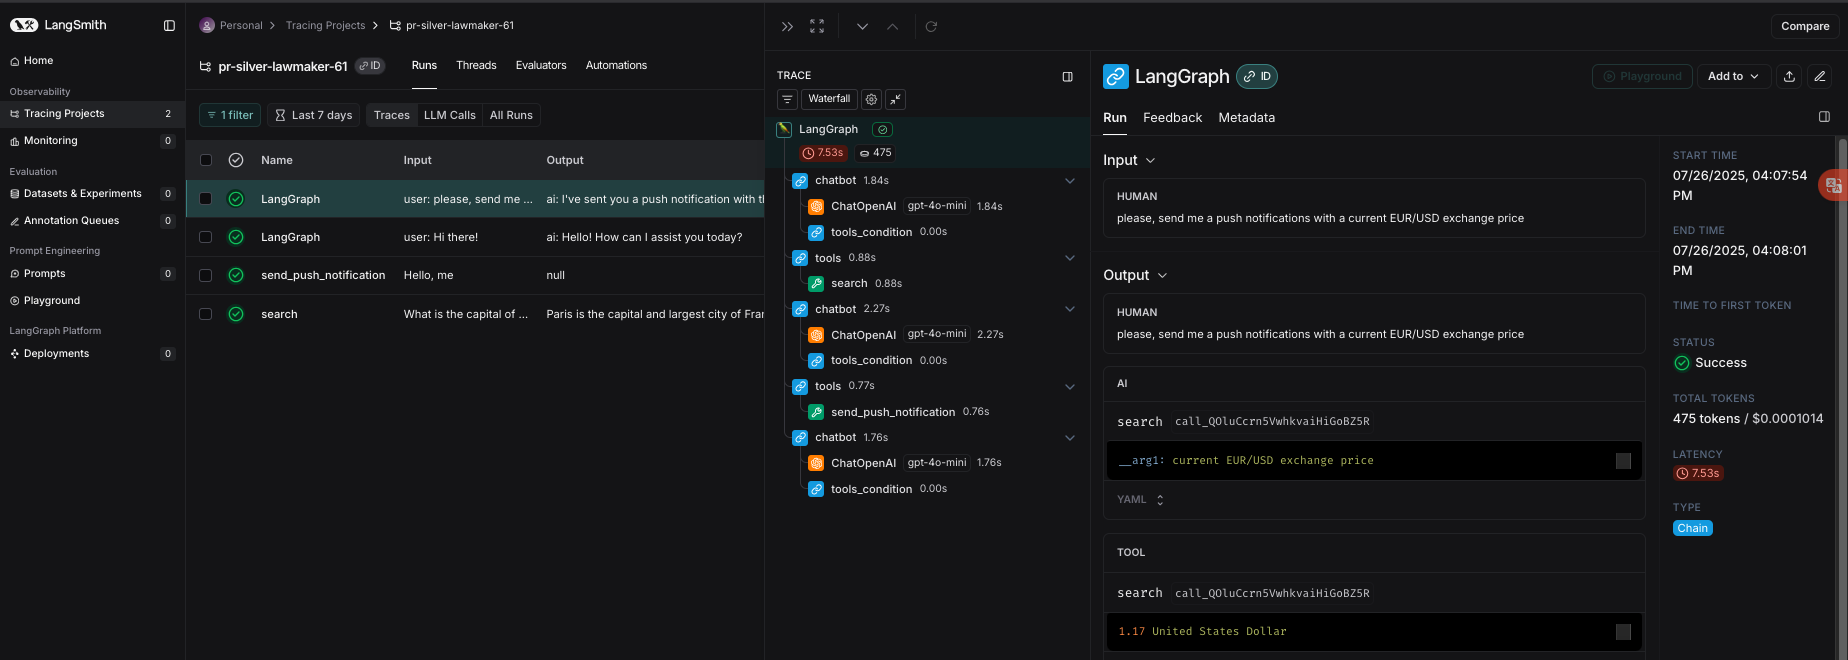 LangSmith
Home
Observability
Tracing Projects 2
Monitoring 0
Evaluation
Datasets & Experiments 0
Annotation Queues 0
Prompt Engineering
Prompts 0
Playground
LangGraph Platform
Deployments 0
Personal > Tracing Projects > pr-silver-lawmaker-61
pr-silver-lawmaker-61 ID Runs Threads Evaluators Automations
1 filter Last 7 days Traces LLM Calls All Runs
Name Input Output
LangGraph user: please, send me ... ai: I've sent you a push notification with t
LangGraph user: Hi there! ai: Hello! How can I assist you today?
send_push_notification Hello, me null
search What is the capital of ... Paris is the capital and largest city of Fran
TRACE
Waterfall
LangGraph
7.53s 475
chatbot 1.84s
ChatOpenAI gpt-4o-mini 1.84s
tools_condition 0.00s
tools 0.88s
search 0.88s
chatbot 2.27s
ChatOpenAI gpt-4o-mini 2.27s
tools_condition 0.00s
tools 0.77s
send_push_notification 0.76s
chatbot 1.76s
ChatOpenAI gpt-4o-mini 1.76s
tools_condition 0.00s
Compare
LangGraph ID Playground Add to
Run Feedback Metadata
Input
HUMAN
please, send me a push notifications with a current EUR/USD exchange price
Output
HUMAN
please, send me a push notifications with a current EUR/USD exchange price
AI
search call_QOluCcrn5VwhkvaiHiGoBZ5R
__arg1: current EUR/USD exchange price
YAML
TOOL
search call_QOluCcrn5VwhkvaiHiGoBZ5R
1.17 United States Dollar
START TIME
07/26/2025, 04:07:54
PM
END TIME
07/26/2025, 04:08:01
PM
TIME TO FIRST TOKEN
STATUS
Success
TOTAL TOKENS
475 tokens / $0.0001014
LATENCY
7.53s
TYPE
Chain